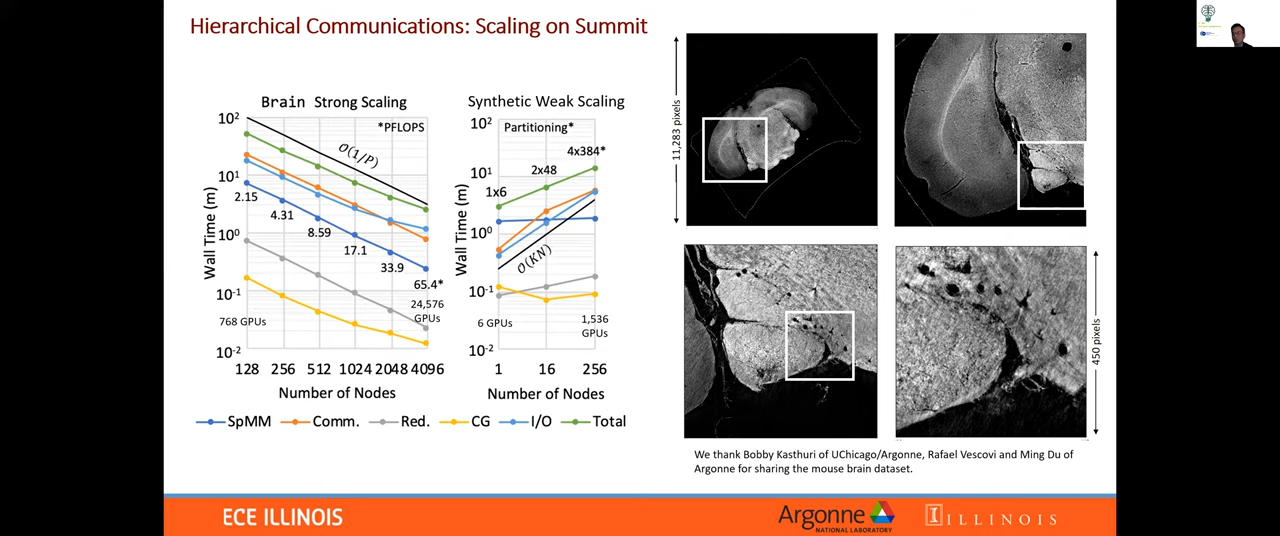 Hierarchical Communications: Scaling on Summit
Brain Strong Scaling
*PFLOPS
O(1/P)
Wall Time (m)
10²
10¹
10⁰
10⁻¹
10⁻²
2.15
4.31
8.59
17.1
33.9
65.4*
768 GPUs
24,576
GPUs
128 256 512 1024 2048 4096
Number of Nodes
Synthetic Weak Scaling
Partitioning*
4x384*
2x48
1x6
O(KN)
Wall Time (m)
10²
10¹
10⁰
10⁻¹
10⁻²
6 GPUs
1,536
GPUs
1 16 256
Number of Nodes
SpMM Comm. Red. CG I/O Total
11,283 pixels
450 pixels
We thank Bobby Kasthuri of UChicago/Argonne, Rafael Vescovi and Ming Du of
Argonne for sharing the mouse brain dataset.
ECE ILLINOIS
Argonne
NATIONAL LABORATORY
I ILLINOIS